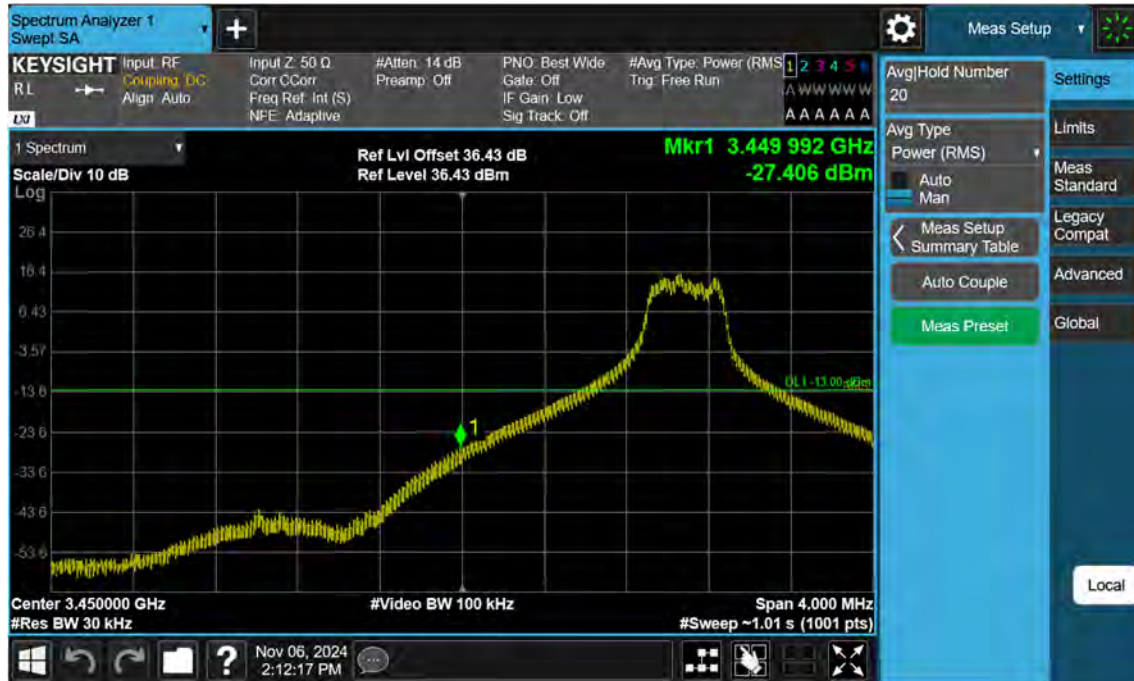 Spectrum Analyzer 1
Swept SA
Meas Setup
KEYSIGHT
RL
LXI
Input: RF
Coupling: DC
Align: Auto
Input Z: 50 Ω
Corr CCorr
Freq Ref: Int (S)
NFE: Adaptive
#Atten: 14 dB
Preamp: Off
PNO: Best Wide
Gate: Off
IF Gain: Low
Sig Track: Off
#Avg Type: Power (RMS
Trig: Free Run
1 2 3 4 5 6
A W W W W W
A A A A A A
1 Spectrum
Scale/Div 10 dB
Log
Ref Lvl Offset 36.43 dB
Ref Level 36.43 dBm
Mkr1 3.449 992 GHz
-27.406 dBm
26.4
16.4
6.43
-3.57
-13.6
-23.6
-33.6
-43.6
-53.6
DL1 -13.00 dBm
1
Center 3.450000 GHz
#Video BW 100 kHz
Span 4.000 MHz
#Res BW 30 kHz
#Sweep ~1.01 s (1001 pts)
Avg|Hold Number
20
Avg Type
Power (RMS)
Auto
Man
Meas Setup
Summary Table
Auto Couple
Meas Preset
Settings
Limits
Meas
Standard
Legacy
Compat
Advanced
Global
Local
?
Nov 06, 2024
2:12:17 PM